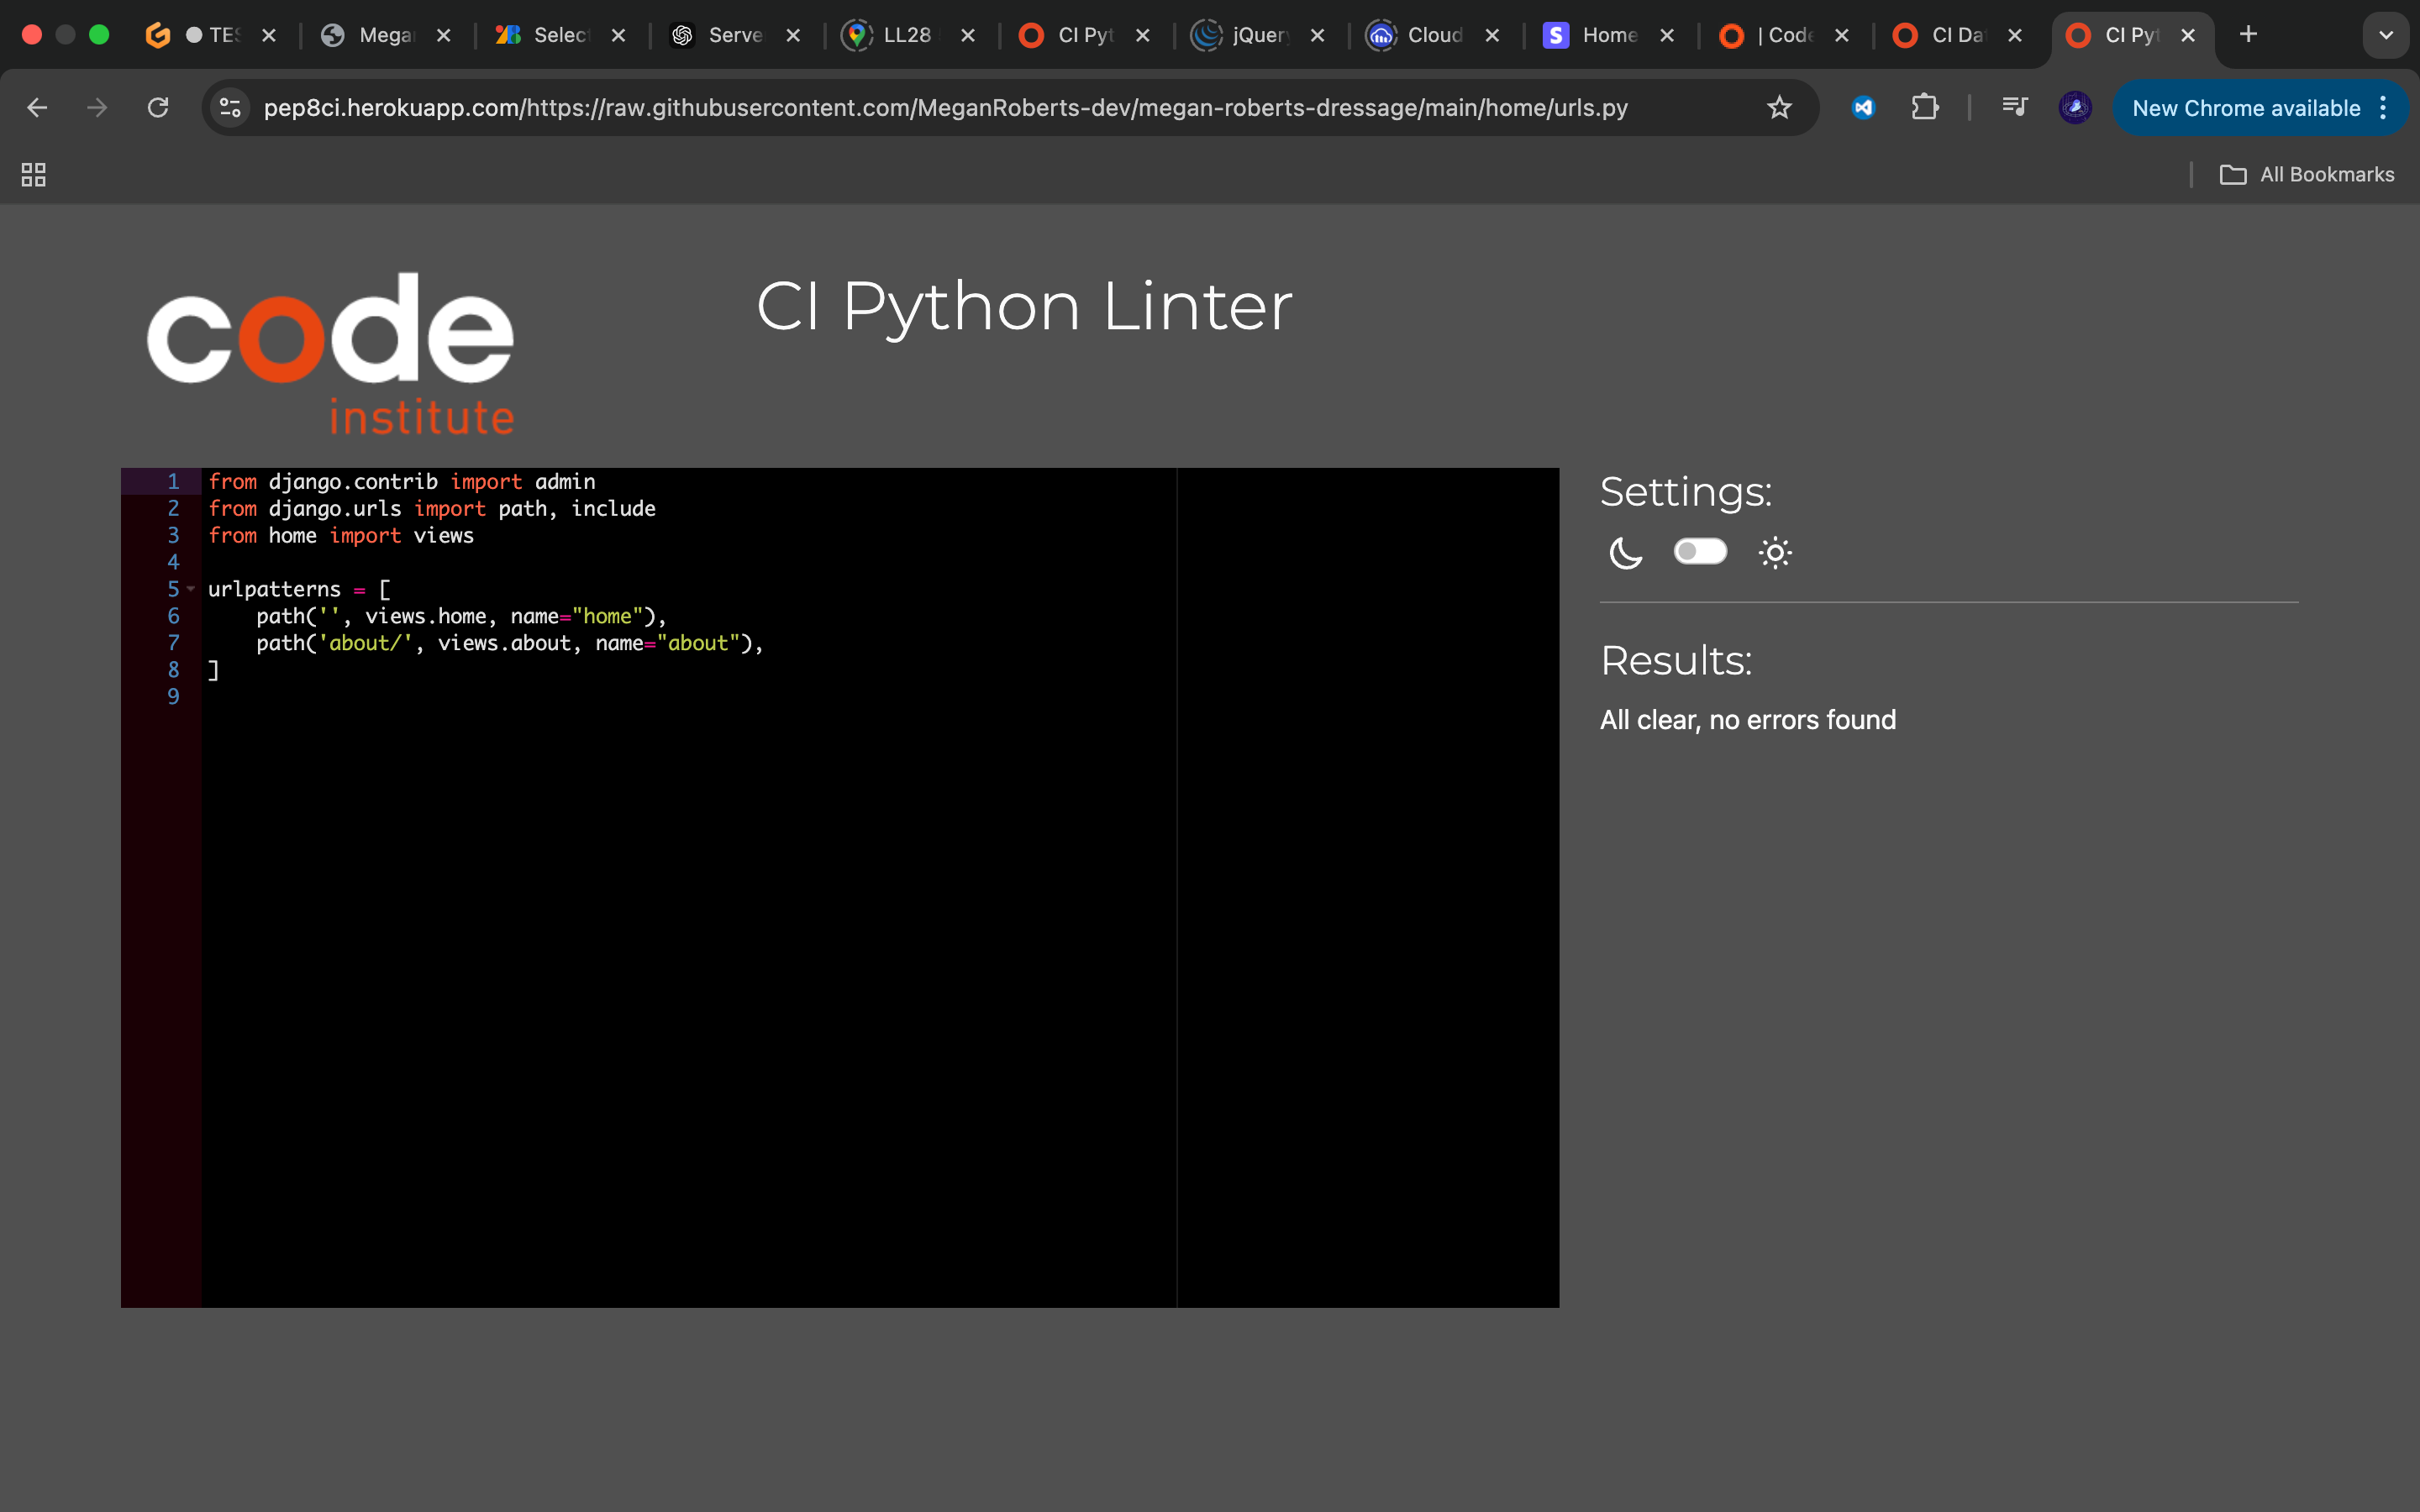 TES
Megar
Select
Serve
LL28
CI Pyt
jQuery
Cloud
Home
| Code
CI Dat
CI Pyt
pep8ci.herokuapp.com/https://raw.githubusercontent.com/MeganRoberts-dev/megan-roberts-dressage/main/home/urls.py
New Chrome available
All Bookmarks
code
institute
CI Python Linter
1 from django.contrib import admin
2 from django.urls import path, include
3 from home import views
4
5 urlpatterns = [
6     path('', views.home, name="home"),
7     path('about/', views.about, name="about"),
8 ]
9
Settings:
Results:
All clear, no errors found